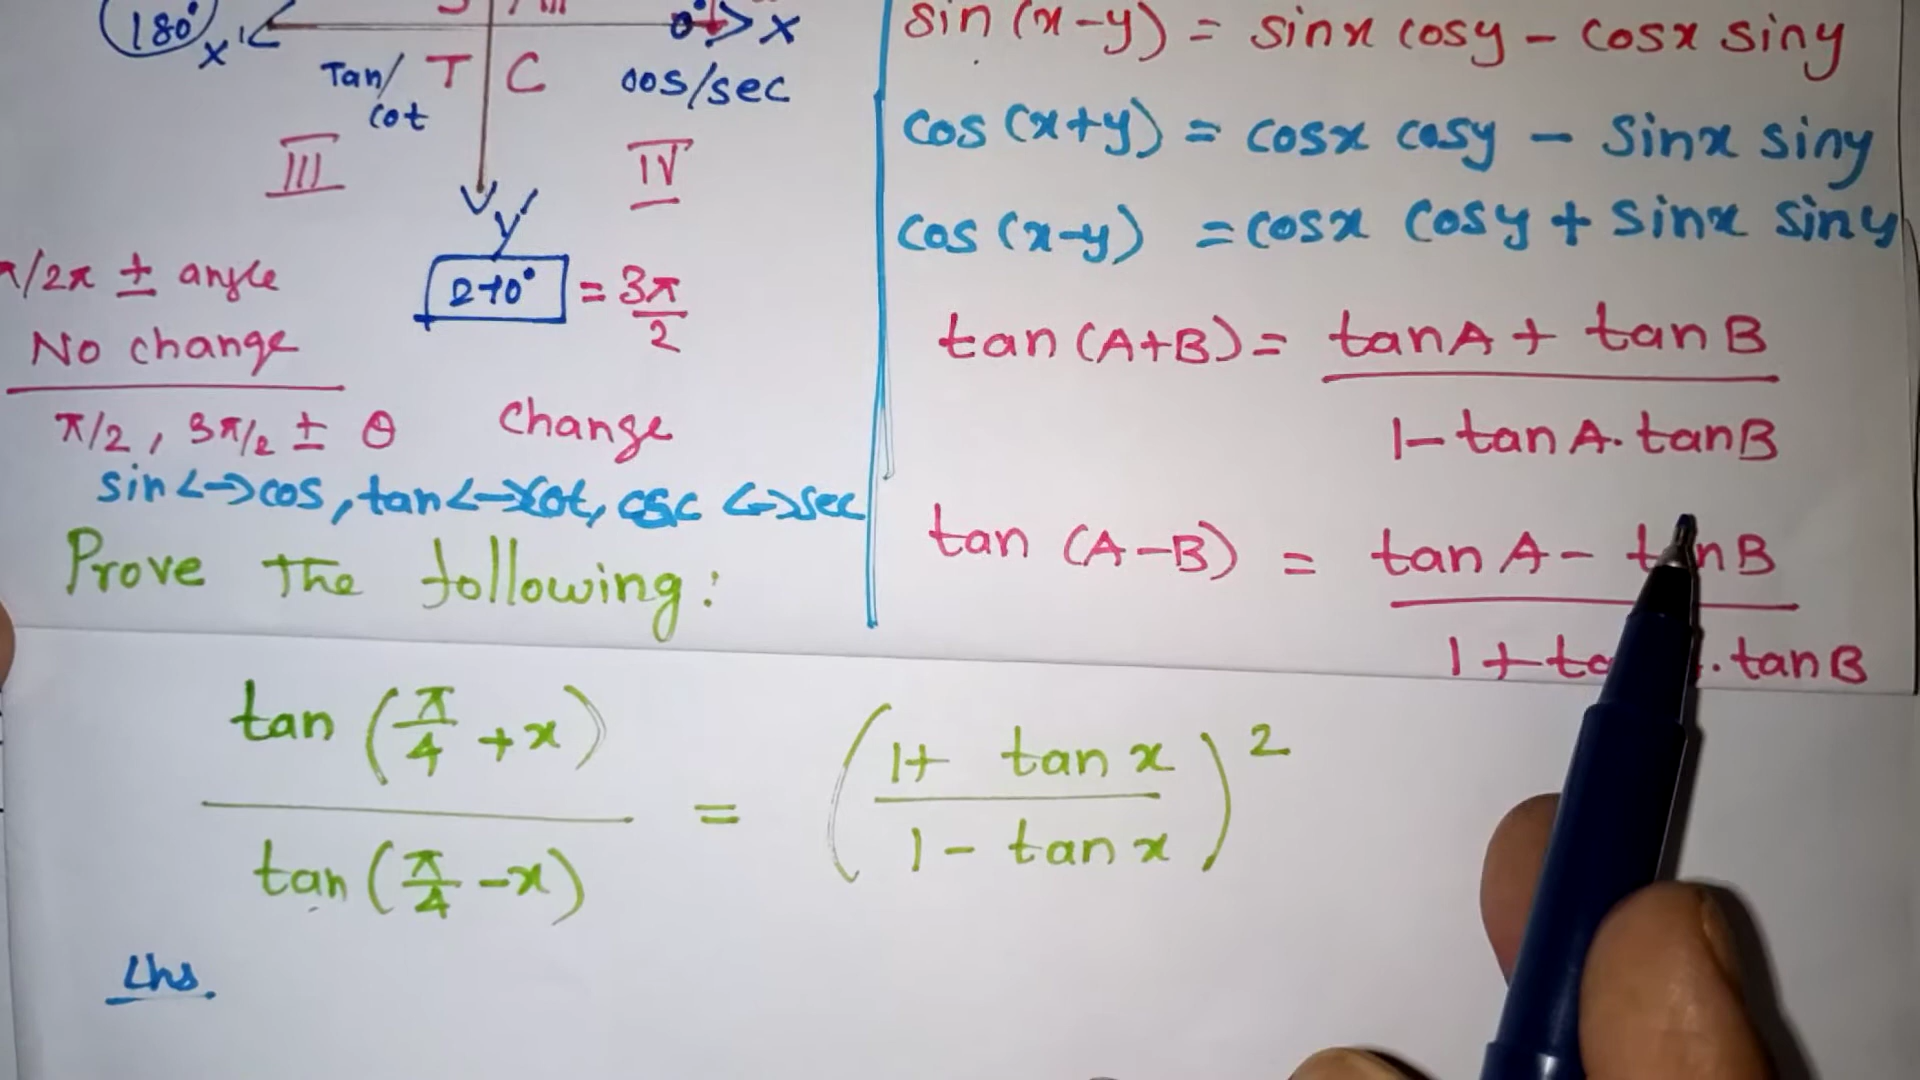 180° x' 0° x
Tan/ T C cos/sec
cot
III IV
y'
270° = 3π/2
/2π ± angle
No change
π/2, 3π/2 ± θ change
sin<->cos, tan<->cot, csc <->sec
Prove the following:
sin (x-y) = sinx cosy - cosx siny
cos (x+y) = cosx cosy - sinx siny
cos (x-y) = cosx cosy + sinx siny
tan (A+B) = tanA + tanB
1- tanA. tanB
tan (A-B) = tan A - tanB
1 + . tanB
tan (π/4 + x)
tan (π/4 - x)
= (1+ tan x
1 - tan x)²
Lhs.